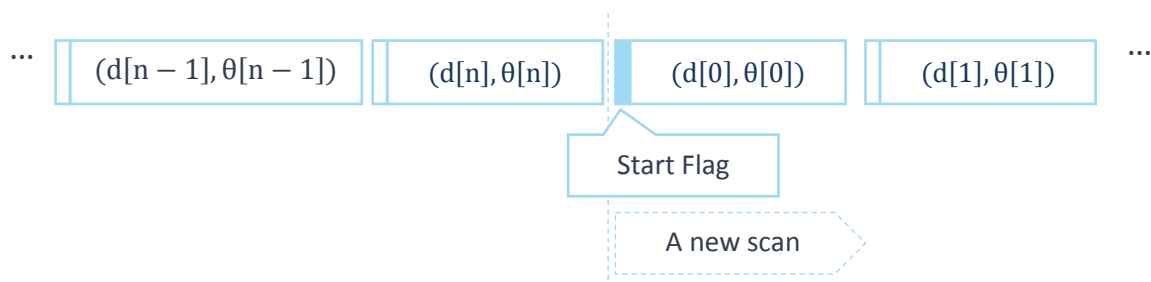 ... (d[n − 1], θ[n − 1]) (d[n], θ[n]) (d[0], θ[0]) (d[1], θ[1]) ...
Start Flag
A new scan